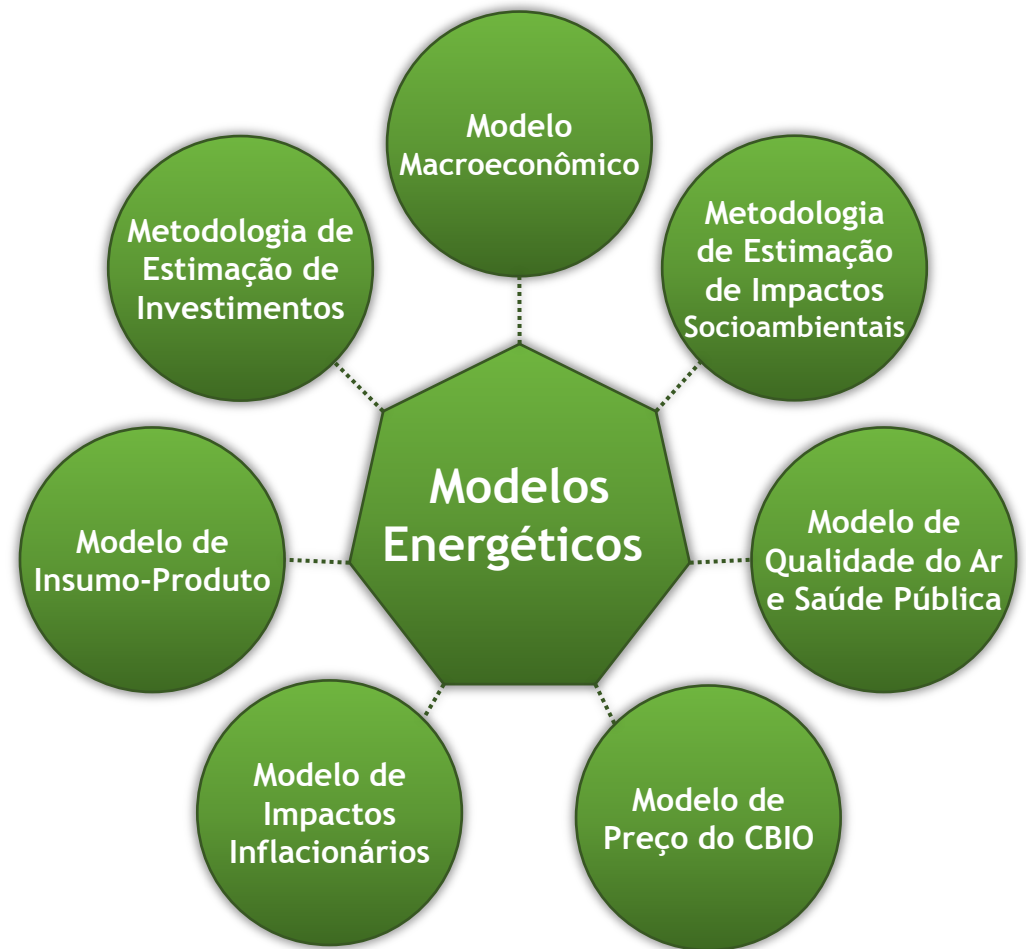 Modelo
Macroeconômico
Metodologia de
Estimação de
Investimentos
Metodologia
de Estimação
de Impactos
Socioambientais
Modelos
Energéticos
Modelo de
Insumo-Produto
Modelo de
Qualidade do Ar
e Saúde Pública
Modelo de
Impactos
Inflacionários
Modelo de
Preço do CBIO